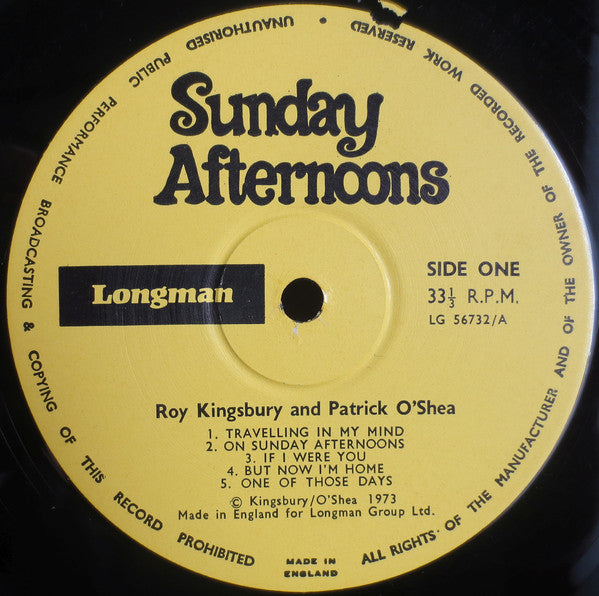 Sunday
Afternoons
Longman
SIDE ONE
33⅓ R.P.M.
LG 56732/A
Roy Kingsbury and Patrick O'Shea
1. TRAVELLING IN MY MIND
2. ON SUNDAY AFTERNOONS
3. IF I WERE YOU
4. BUT NOW I'M HOME
5. ONE OF THOSE DAYS
© Kingsbury/O'Shea 1973
Made in England for Longman Group Ltd.
MADE IN
ENGLAND
ALL RIGHTS OF THE MANUFACTURER AND OF THE OWNER OF THE RECORDED WORK RESERVED · UNAUTHORISED PUBLIC PERFORMANCE BROADCASTING & COPYING OF THIS RECORD PROHIBITED